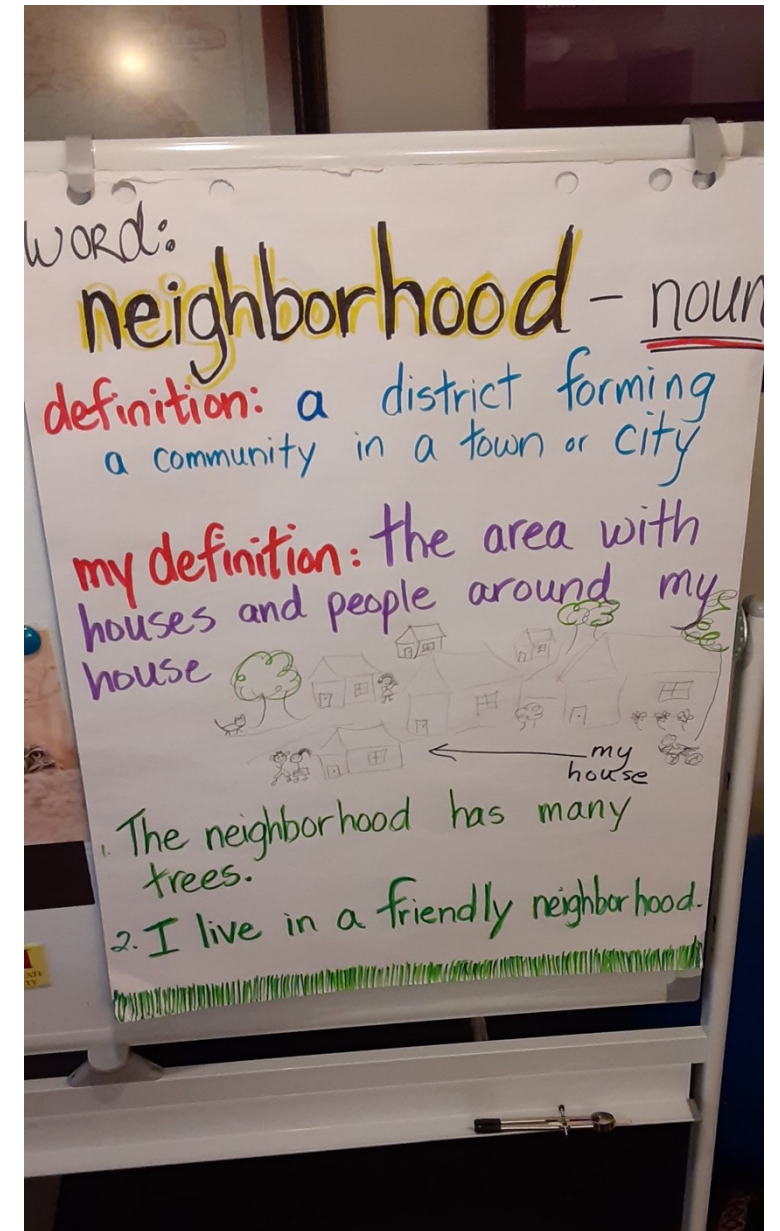 word:
neighborhood - noun
definition: a district forming
a community in a town or city
my definition: the area with
houses and people around my
house
my
house
1. The neighborhood has many
trees.
2. I live in a friendly neighborhood.